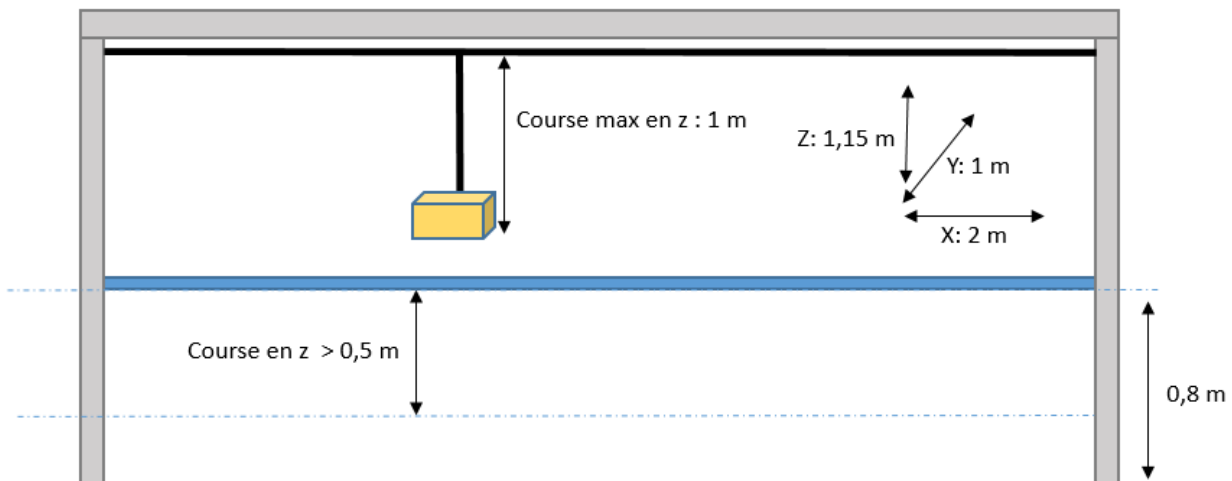 Course max en z : 1 m
Z: 1,15 m
Y: 1 m
X: 2 m
Course en z  > 0,5 m
0,8 m